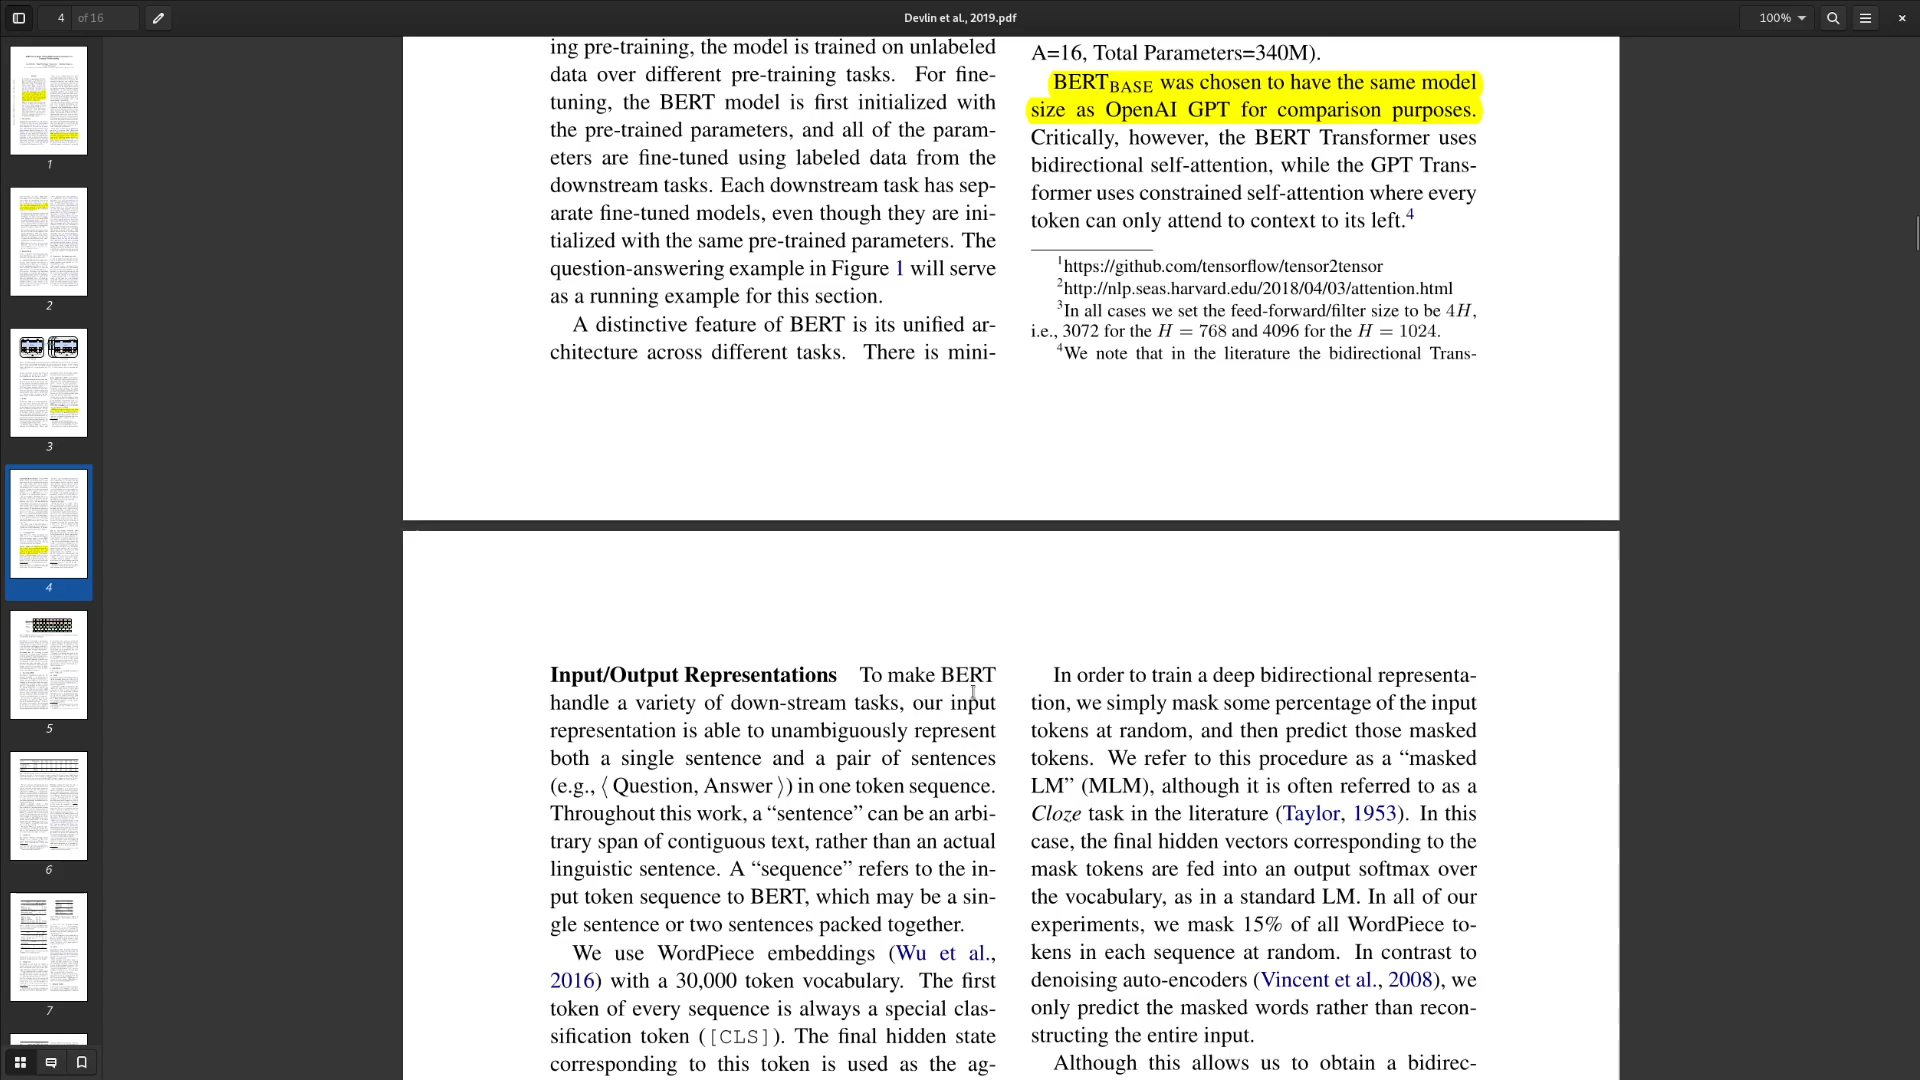 4 of 16
Devlin et al., 2019.pdf
100%
1
2
3
4
5
6
7
ing pre-training, the model is trained on unlabeled
data over different pre-training tasks. For fine-
tuning, the BERT model is first initialized with
the pre-trained parameters, and all of the param-
eters are fine-tuned using labeled data from the
downstream tasks. Each downstream task has sep-
arate fine-tuned models, even though they are ini-
tialized with the same pre-trained parameters. The
question-answering example in Figure 1 will serve
as a running example for this section.
A distinctive feature of BERT is its unified ar-
chitecture across different tasks. There is mini-
A=16, Total Parameters=340M).
BERTBASE was chosen to have the same model
size as OpenAI GPT for comparison purposes.
Critically, however, the BERT Transformer uses
bidirectional self-attention, while the GPT Trans-
former uses constrained self-attention where every
token can only attend to context to its left.4
1https://github.com/tensorflow/tensor2tensor
2http://nlp.seas.harvard.edu/2018/04/03/attention.html
3In all cases we set the feed-forward/filter size to be 4H,
i.e., 3072 for the H = 768 and 4096 for the H = 1024.
4We note that in the literature the bidirectional Trans-
Input/Output Representations To make BERT
handle a variety of down-stream tasks, our input
representation is able to unambiguously represent
both a single sentence and a pair of sentences
(e.g., ⟨ Question, Answer ⟩) in one token sequence.
Throughout this work, a “sentence” can be an arbi-
trary span of contiguous text, rather than an actual
linguistic sentence. A “sequence” refers to the in-
put token sequence to BERT, which may be a sin-
gle sentence or two sentences packed together.
We use WordPiece embeddings (Wu et al.,
2016) with a 30,000 token vocabulary. The first
token of every sequence is always a special clas-
sification token ([CLS]). The final hidden state
corresponding to this token is used as the ag-
In order to train a deep bidirectional representa-
tion, we simply mask some percentage of the input
tokens at random, and then predict those masked
tokens. We refer to this procedure as a “masked
LM” (MLM), although it is often referred to as a
Cloze task in the literature (Taylor, 1953). In this
case, the final hidden vectors corresponding to the
mask tokens are fed into an output softmax over
the vocabulary, as in a standard LM. In all of our
experiments, we mask 15% of all WordPiece to-
kens in each sequence at random. In contrast to
denoising auto-encoders (Vincent et al., 2008), we
only predict the masked words rather than recon-
structing the entire input.
Although this allows us to obtain a bidirec-